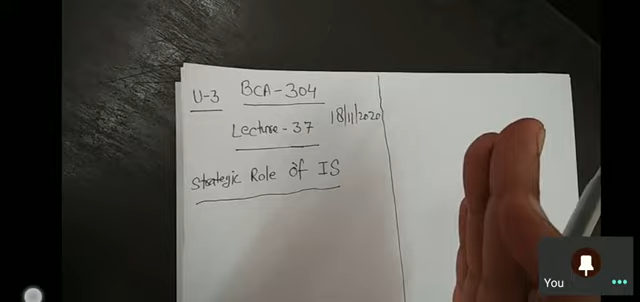 U-3 BCA-304
Lecture-37 18/11/2020
Strategic Role of IS
You